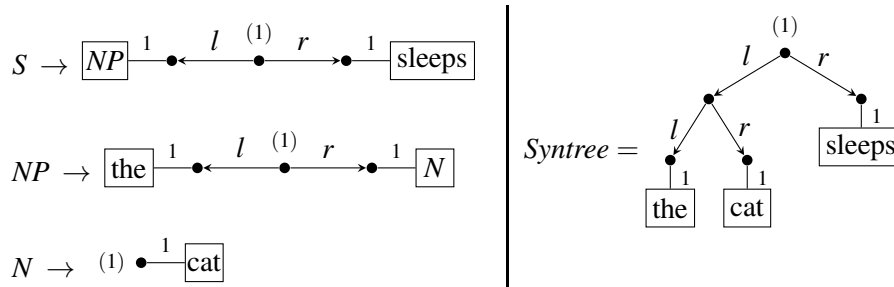 S → NP 1 l (1) r 1 sleeps
NP → the 1 l (1) r 1 N
N → (1) 1 cat
(1)
l r
Syntree = l r 1 sleeps
1 1
the cat